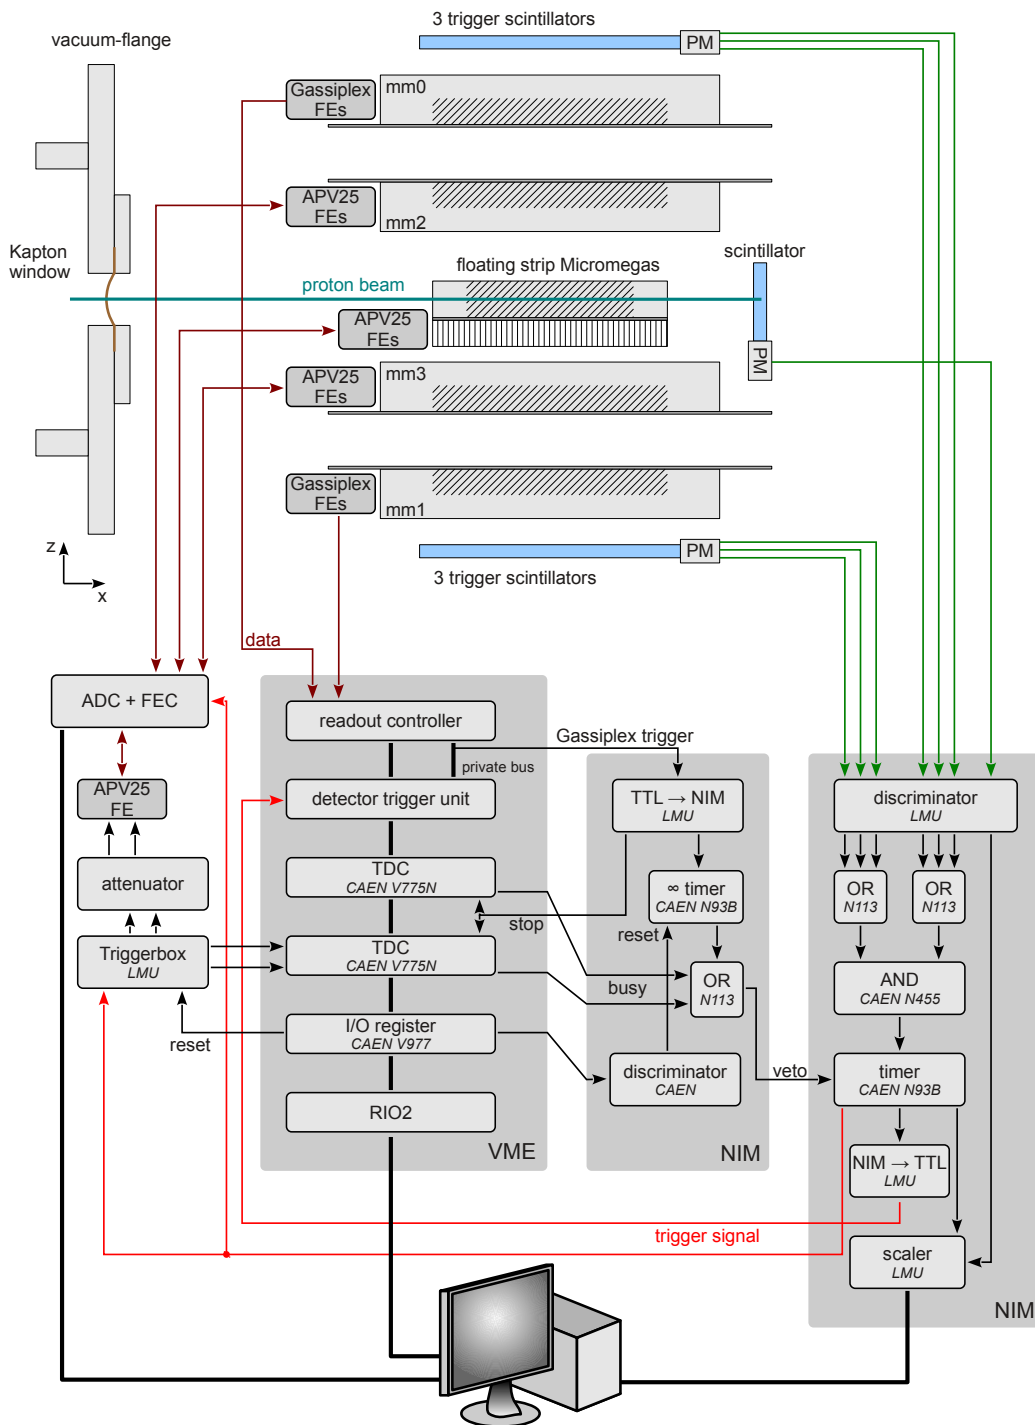 3 trigger scintillators
vacuum-flange
PM
Gassiplex
FEs
mm0
APV25
FEs
mm2
Kapton
window
scintillator
floating strip Micromegas
proton beam
APV25
FEs
PM
APV25
FEs
mm3
Gassiplex
FEs
mm1
z
x
PM
3 trigger scintillators
data
ADC + FEC
readout controller
Gassiplex trigger
private bus
APV25
FE
detector trigger unit
TTL → NIM
LMU
discriminator
LMU
attenuator
TDC
CAEN V775N
∞ timer
CAEN N93B
OR
N113
OR
N113
stop
reset
Triggerbox
LMU
TDC
CAEN V775N
busy
OR
N113
AND
CAEN N455
reset
I/O register
CAEN V977
discriminator
CAEN
veto
timer
CAEN N93B
RIO2
VME
NIM
NIM → TTL
LMU
trigger signal
scaler
LMU
NIM